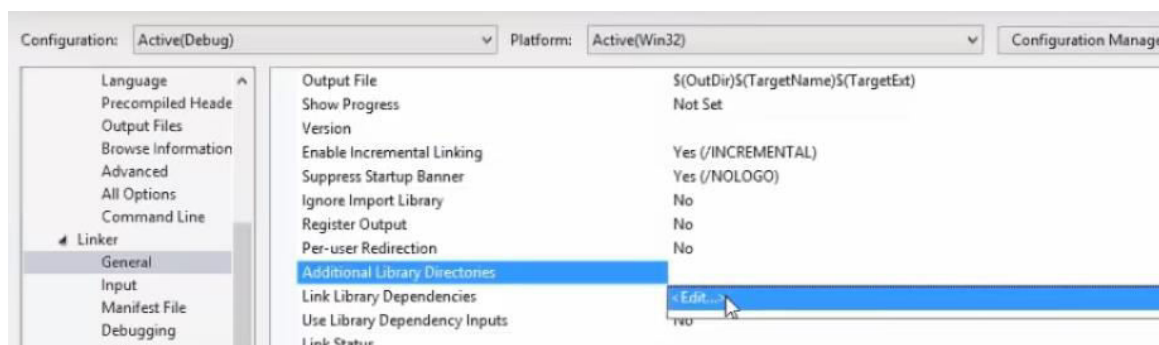 Configuration: Active(Debug) Platform: Active(Win32) Configuration Manage
Language
Precompiled Heade
Output Files
Browse Information
Advanced
All Options
Command Line
Linker
General
Input
Manifest File
Debugging
Output File $(OutDir)$(TargetName)$(TargetExt)
Show Progress Not Set
Version
Enable Incremental Linking Yes (/INCREMENTAL)
Suppress Startup Banner Yes (/NOLOGO)
Ignore Import Library No
Register Output No
Per-user Redirection No
Additional Library Directories
Link Library Dependencies <Edit...>
Use Library Dependency Inputs No
Link Status